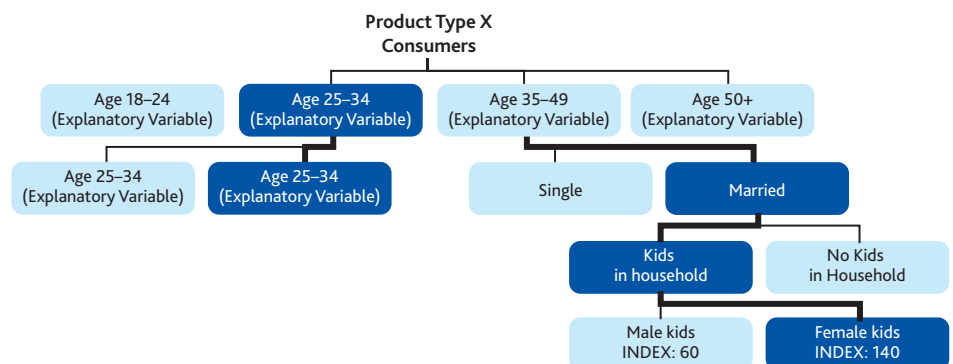 Product Type X
Consumers
Age 18–24
(Explanatory Variable)
Age 25–34
(Explanatory Variable)
Age 35–49
(Explanatory Variable)
Age 50+
(Explanatory Variable)
Age 25–34
(Explanatory Variable)
Age 25–34
(Explanatory Variable)
Single
Married
Kids
in household
No Kids
in Household
Male kids
INDEX: 60
Female kids
INDEX: 140